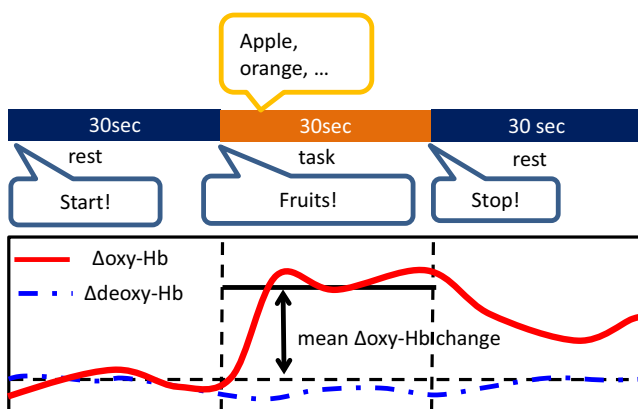 Apple,
orange, ...
30sec
30sec
30 sec
rest
task
rest
Start!
Fruits!
Stop!
Δoxy-Hb
Δdeoxy-Hb
mean Δoxy-Hb change